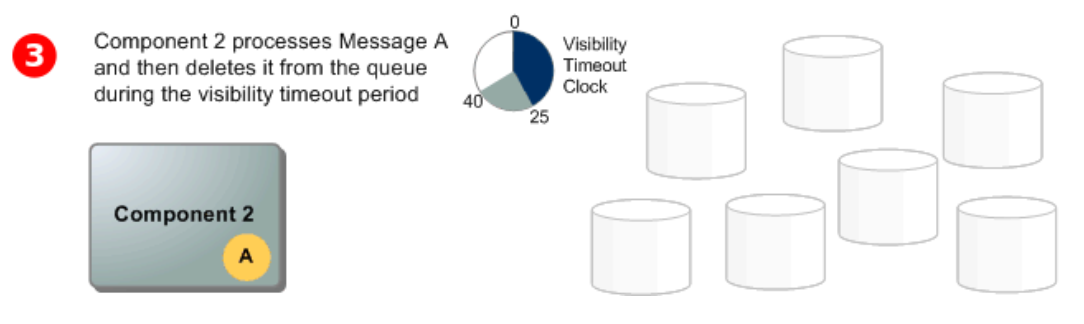 3
Component 2 processes Message A
and then deletes it from the queue
during the visibility timeout period
0
Visibility
Timeout
Clock
40
25
Component 2
A